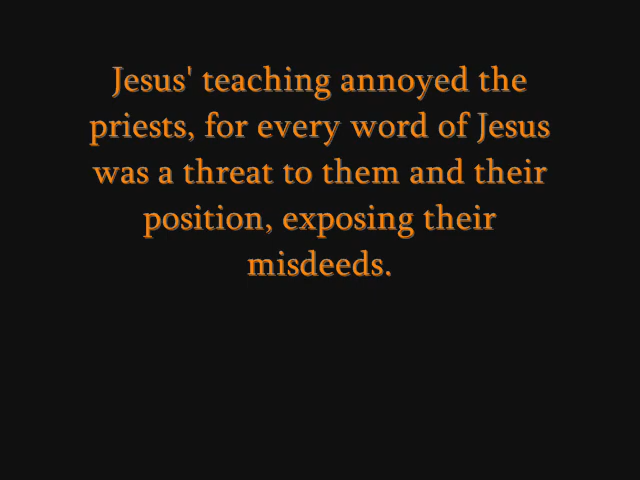 Jesus' teaching annoyed the
priests, for every word of Jesus
was a threat to them and their
position, exposing their
misdeeds.